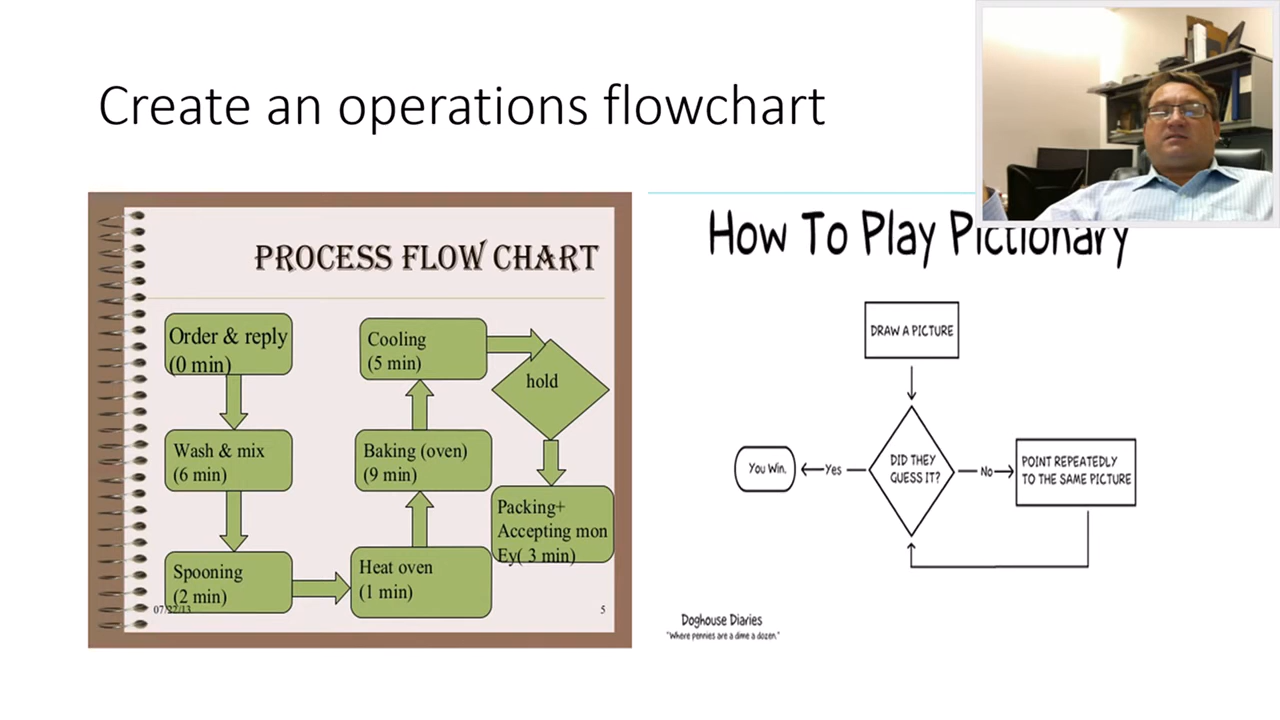 Create an operations flowchart
PROCESS FLOW CHART
Order & reply
(0 min)
Wash & mix
(6 min)
Spooning
(2 min)
Heat oven
(1 min)
Baking (oven)
(9 min)
Cooling
(5 min)
hold
Packing+
Accepting mon
Ey( 3 min)
07/22/13
5
How To Play Pictionary
DRAW A PICTURE
DID THEY
GUESS IT?
Yes
You Win.
No
POINT REPEATEDLY
TO THE SAME PICTURE
Doghouse Diaries
"Where pennies are a dime a dozen."